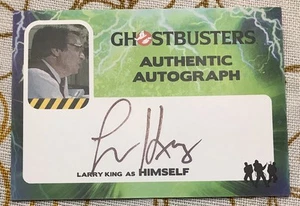 GHOSTBUSTERS
AUTHENTIC
AUTOGRAPH
LARRY KING AS HIMSELF